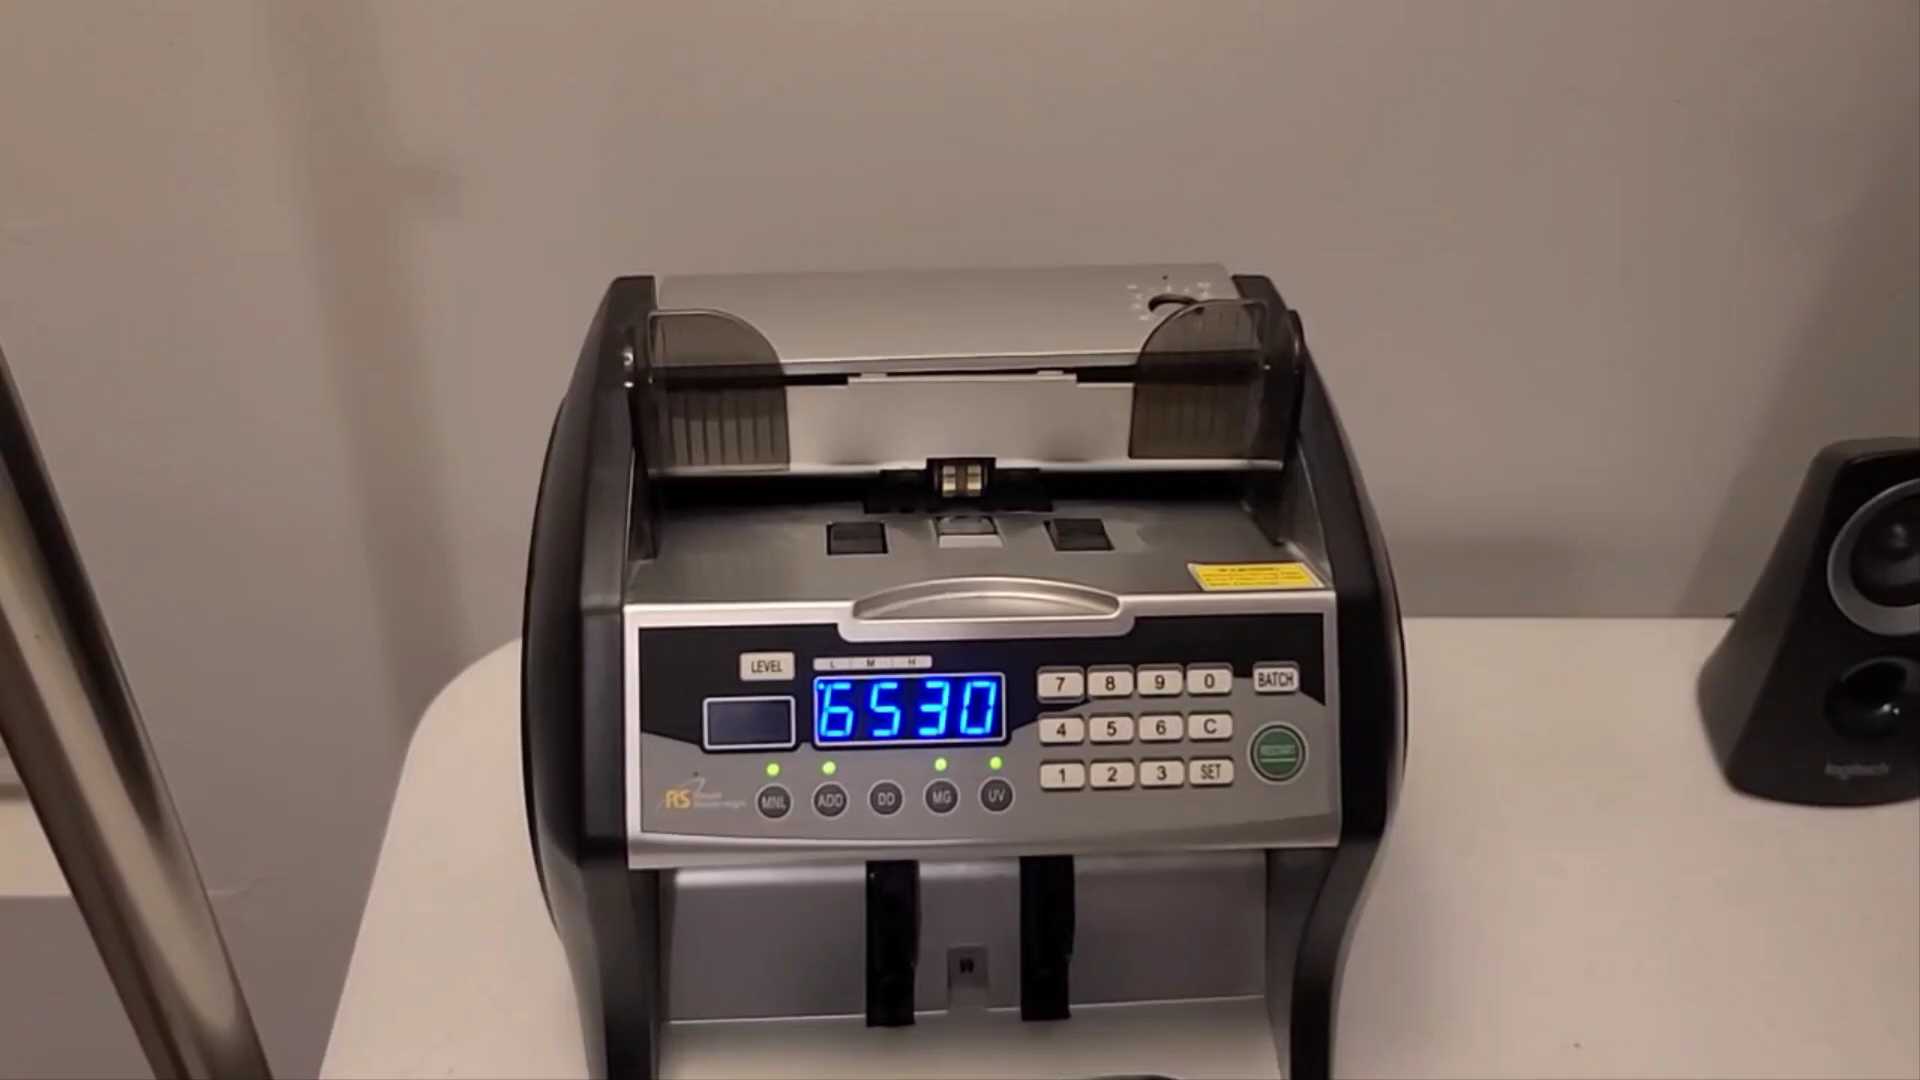 LEVEL
L M H
6530
7 8 9 0
BATCH
4 5 6 C
1 2 3 SET
RS
MNL ADD DD MG UV
logitech